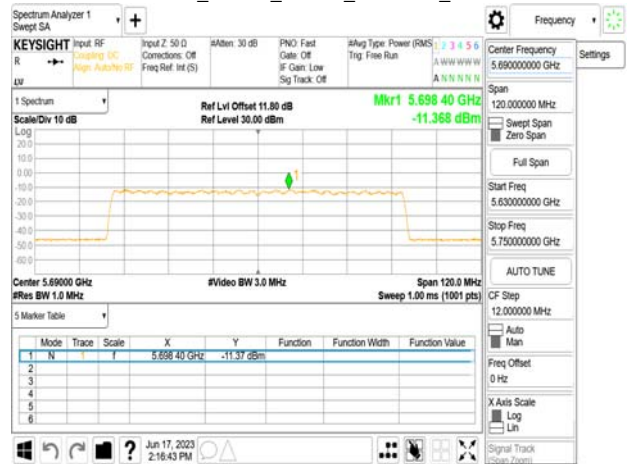 Spectrum Analyzer 1
Swept SA
Frequency
KEYSIGHT
R
Input: RF
Coupling: DC
Align: Auto/No RF
Input Z: 50 Ω
Corrections: Off
Freq Ref: Int (S)
#Atten: 30 dB
PNO: Fast
Gate: Off
IF Gain: Low
Sig Track: Off
#Avg Type: Power (RMS
Trig: Free Run
1 2 3 4 5 6
A W W W W W
A N N N N N
Settings
1 Spectrum
Scale/Div 10 dB
Log
Ref Lvl Offset 11.80 dB
Ref Level 30.00 dBm
Mkr1 5.698 40 GHz
-11.368 dBm
20.0
10.0
0.00
-10.0
-20.0
-30.0
-40.0
-50.0
-60.0
1
Center 5.69000 GHz
#Res BW 1.0 MHz
#Video BW 3.0 MHz
Span 120.0 MHz
Sweep 1.00 ms (1001 pts)
5 Marker Table
Mode Trace Scale X Y Function Function Width Function Value
1 N 1 f 5.698 40 GHz -11.37 dBm
2
3
4
5
6
Jun 17, 2023
2:16:43 PM
Center Frequency
5.690000000 GHz
Span
120.000000 MHz
Swept Span
Zero Span
Full Span
Start Freq
5.630000000 GHz
Stop Freq
5.750000000 GHz
AUTO TUNE
CF Step
12.000000 MHz
Auto
Man
Freq Offset
0 Hz
X Axis Scale
Log
Lin
Signal Track
(Span Zoom)